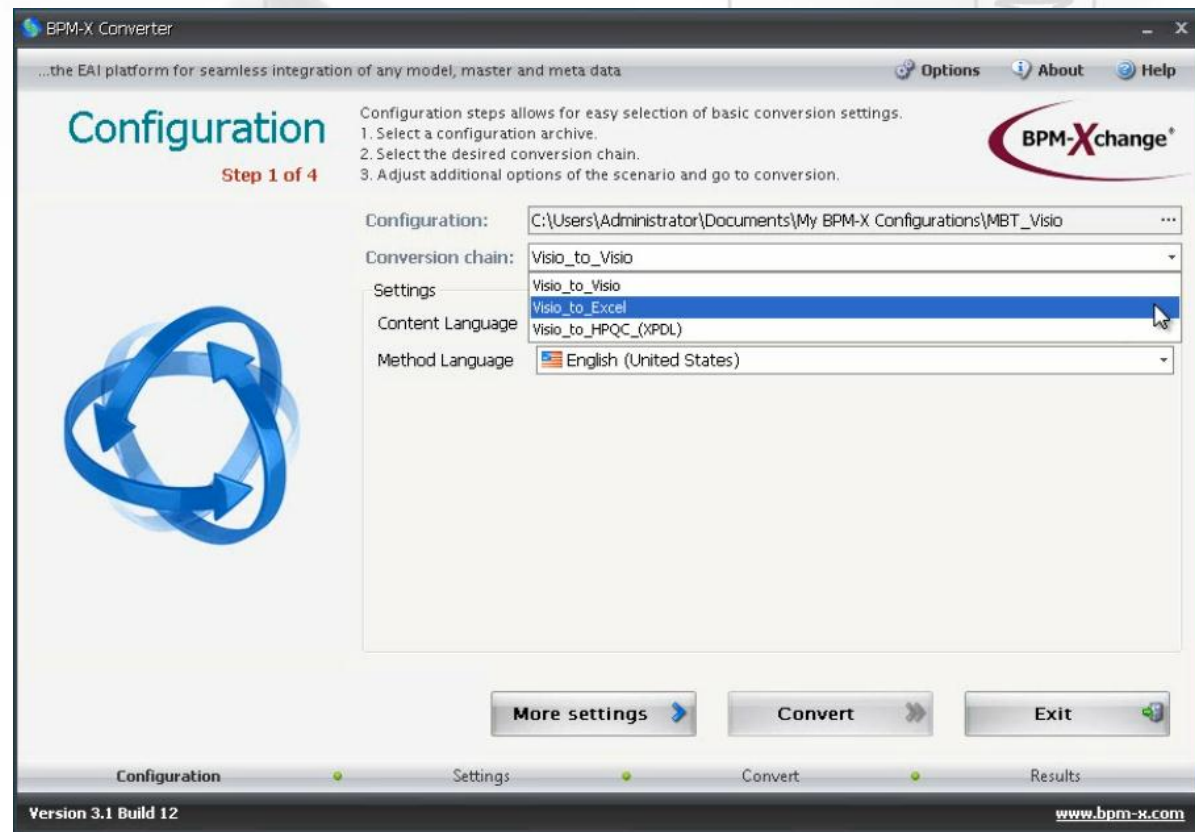 BPM-X Converter
...the EAI platform for seamless integration of any model, master and meta data
Options
About
Help
Configuration
Step 1 of 4
Configuration steps allows for easy selection of basic conversion settings.
1. Select a configuration archive.
2. Select the desired conversion chain.
3. Adjust additional options of the scenario and go to conversion.
BPM-Xchange®
Configuration:
C:\Users\Administrator\Documents\My BPM-X Configurations\MBT_Visio
...
Conversion chain:
Visio_to_Visio
Visio_to_Visio
Visio_to_Excel
Visio_to_HPQC_(XPDL)
Settings
Content Language
Method Language
English (United States)
More settings
Convert
Exit
Configuration
Settings
Convert
Results
Version 3.1 Build 12
www.bpm-x.com